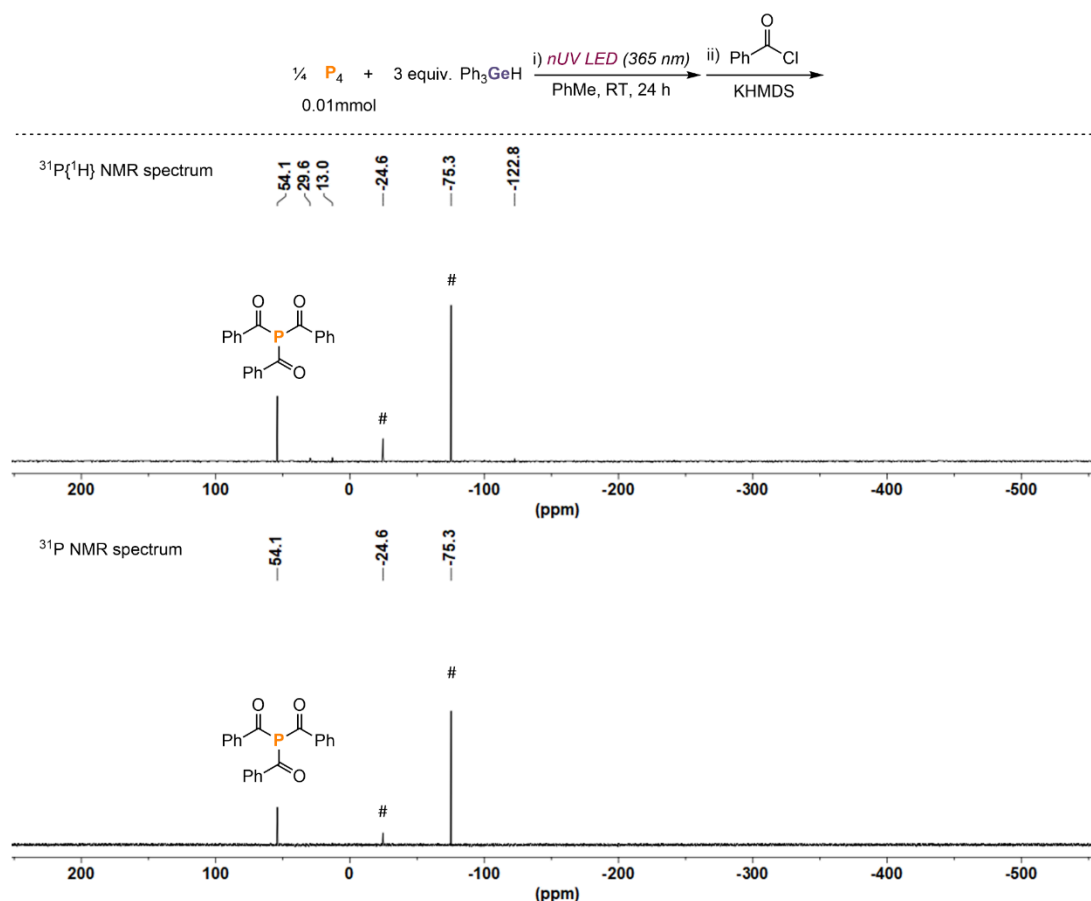 O
Ph Cl
¼ P₄ + 3 equiv. Ph₃GeH i) nUV LED (365 nm) ii)
0.01mmol PhMe, RT, 24 h KHMDS
³¹P{¹H} NMR spectrum
54.1 29.6 13.0 -24.6 -75.3 -122.8
#
O O
Ph P Ph
Ph O
#
200 100 0 -100 -200 -300 -400 -500
(ppm)
³¹P NMR spectrum
54.1 -24.6 -75.3
#
O O
Ph P Ph
Ph O
#
200 100 0 -100 -200 -300 -400 -500
(ppm)